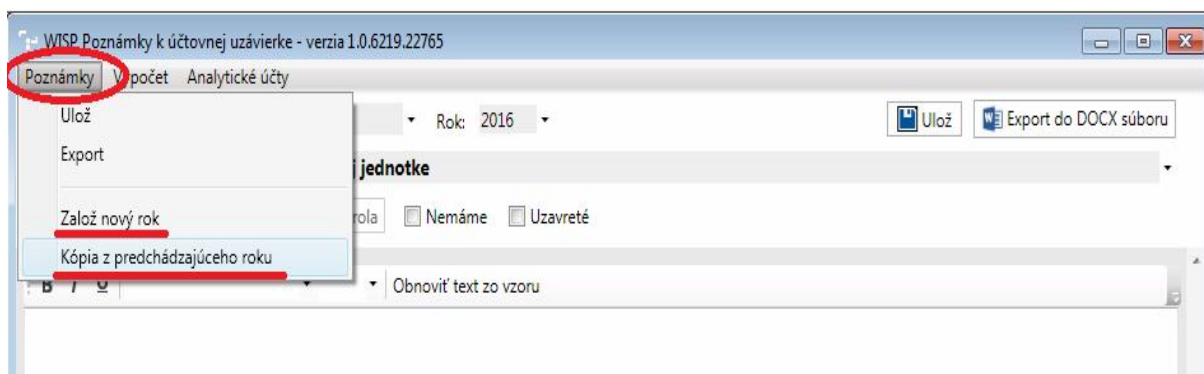 WISP Poznámky k účtovnej uzávierke - verzia 1.0.6219.22765
Poznámky Výpočet Analytické účty
Ulož
Rok: 2016
Ulož
Export do DOCX súboru
Export
jednotke
Založ nový rok
Nemáme
Uzavreté
Kópia z predchádzajúceho roku
B I U
Obnoviť text zo vzoru